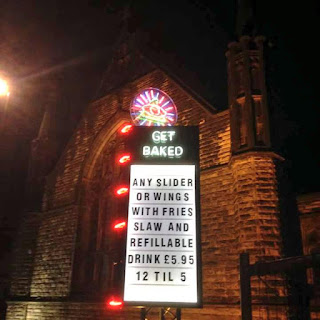 GET
BAKED
ANY SLIDER
OR WINGS
WITH FRIES
SLAW AND
REFILLABLE
DRINK £5.95
12 TIL 5